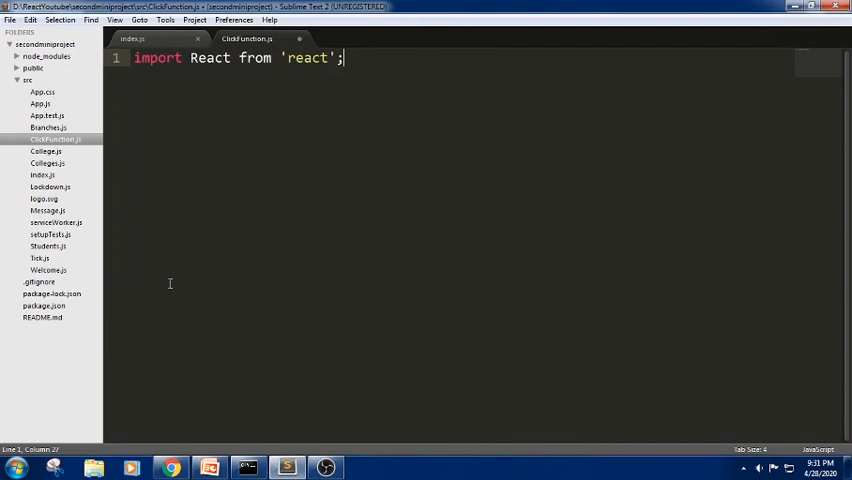 D:\ReactYoutube\secondminiproject\src\ClickFunction.js • (secondminiproject) - Sublime Text 2 (UNREGISTERED)
File Edit Selection Find View Goto Tools Project Preferences Help
FOLDERS
index.js × ClickFunction.js
secondminiproject
node_modules
public
src
App.css
App.js
App.test.js
Branches.js
ClickFunction.js
College.js
Colleges.js
index.js
Lockdown.js
logo.svg
Message.js
serviceWorker.js
setupTests.js
Students.js
Tick.js
Welcome.js
.gitignore
package-lock.json
package.json
README.md
1 import React from 'react';
Line 1, Column 27 Tab Size: 4 JavaScript
9:31 PM
4/28/2020